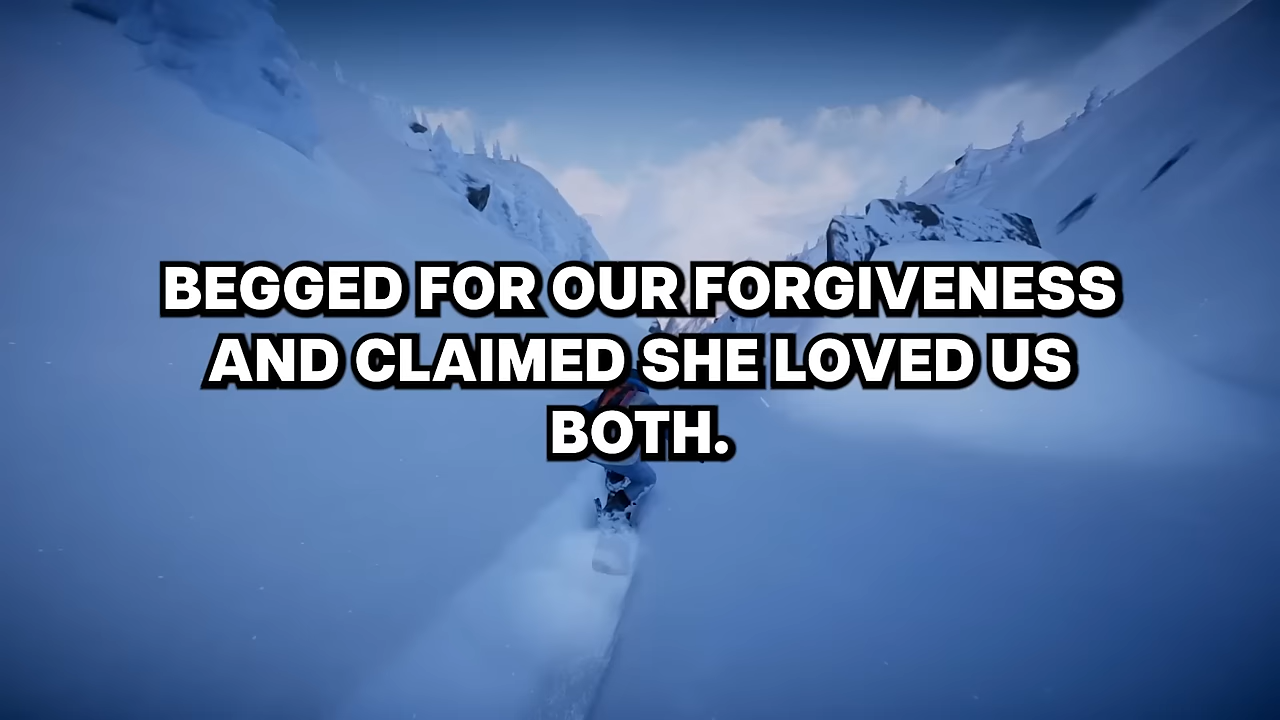 BEGGED FOR OUR FORGIVENESS
AND CLAIMED SHE LOVED US
BOTH.